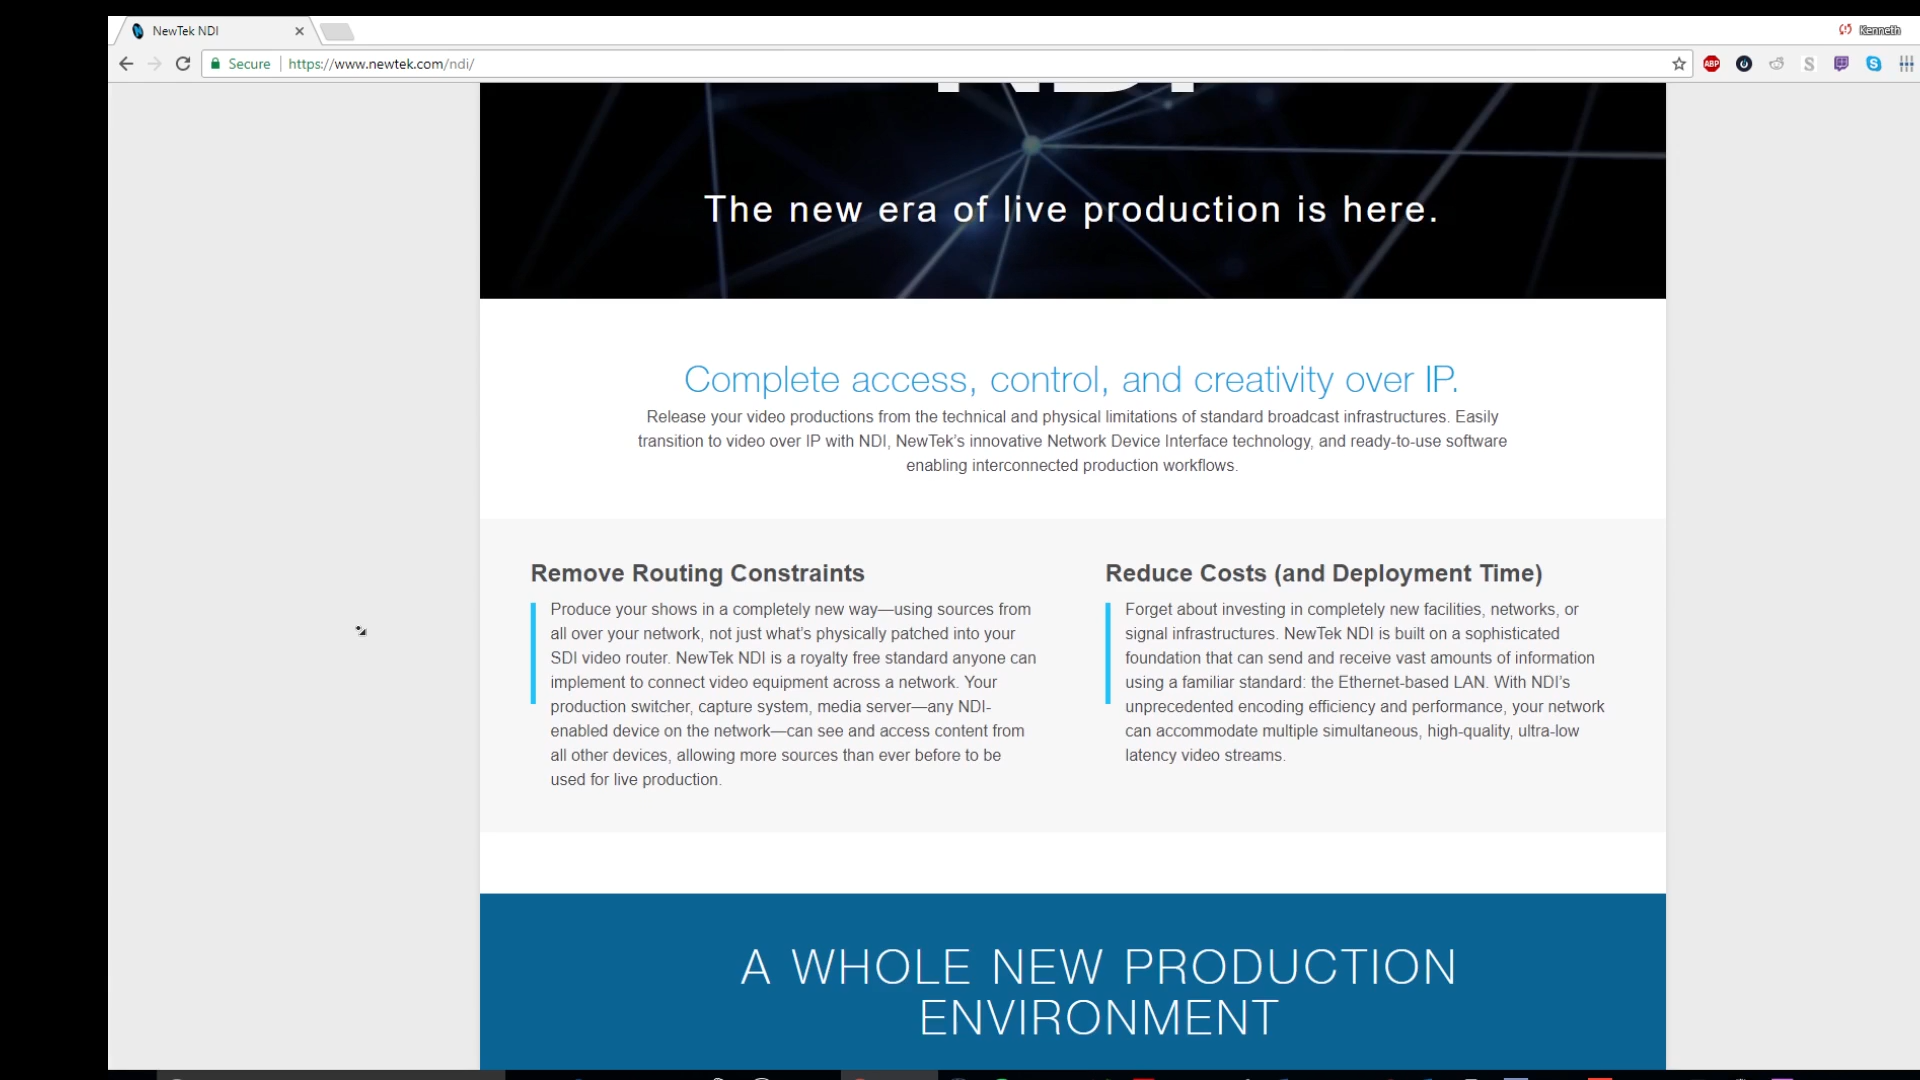 NewTek NDI
Kenneth
Secure
https://www.newtek.com/ndi/
ABP
NDI
The new era of live production is here.
Complete access, control, and creativity over IP.
Release your video productions from the technical and physical limitations of standard broadcast infrastructures. Easily
transition to video over IP with NDI, NewTek’s innovative Network Device Interface technology, and ready-to-use software
enabling interconnected production workflows.
Remove Routing Constraints
Produce your shows in a completely new way—using sources from
all over your network, not just what’s physically patched into your
SDI video router. NewTek NDI is a royalty free standard anyone can
implement to connect video equipment across a network. Your
production switcher, capture system, media server—any NDI-
enabled device on the network—can see and access content from
all other devices, allowing more sources than ever before to be
used for live production.
Reduce Costs (and Deployment Time)
Forget about investing in completely new facilities, networks, or
signal infrastructures. NewTek NDI is built on a sophisticated
foundation that can send and receive vast amounts of information
using a familiar standard: the Ethernet-based LAN. With NDI’s
unprecedented encoding efficiency and performance, your network
can accommodate multiple simultaneous, high-quality, ultra-low
latency video streams.
A WHOLE NEW PRODUCTION
ENVIRONMENT